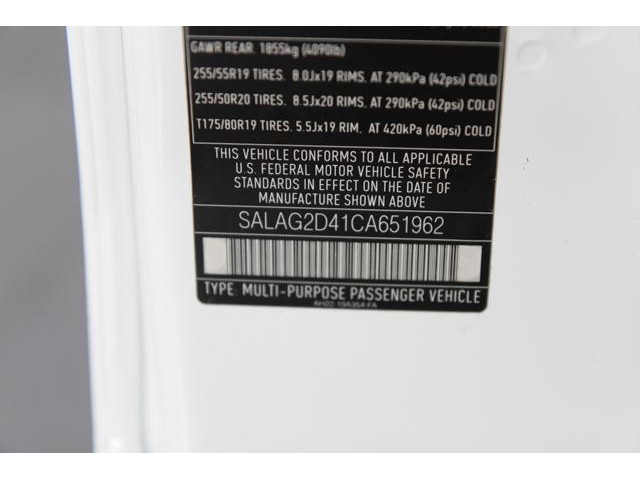 GAWR REAR 1855kg (4090lb)
255/55R19 TIRES. 8.0Jx19 RIMS. AT 290kPa (42psi) COLD
255/50R20 TIRES. 8.5Jx20 RIMS. AT 290kPa (42psi) COLD
T175/80R19 TIRES. 5.5Jx19 RIM. AT 420kPa (60psi) COLD
THIS VEHICLE CONFORMS TO ALL APPLICABLE
U.S. FEDERAL MOTOR VEHICLE SAFETY
STANDARDS IN EFFECT ON THE DATE OF
MANUFACTURE SHOWN ABOVE.
SALAG2D41CA651962
TYPE: MULTI-PURPOSE PASSENGER VEHICLE